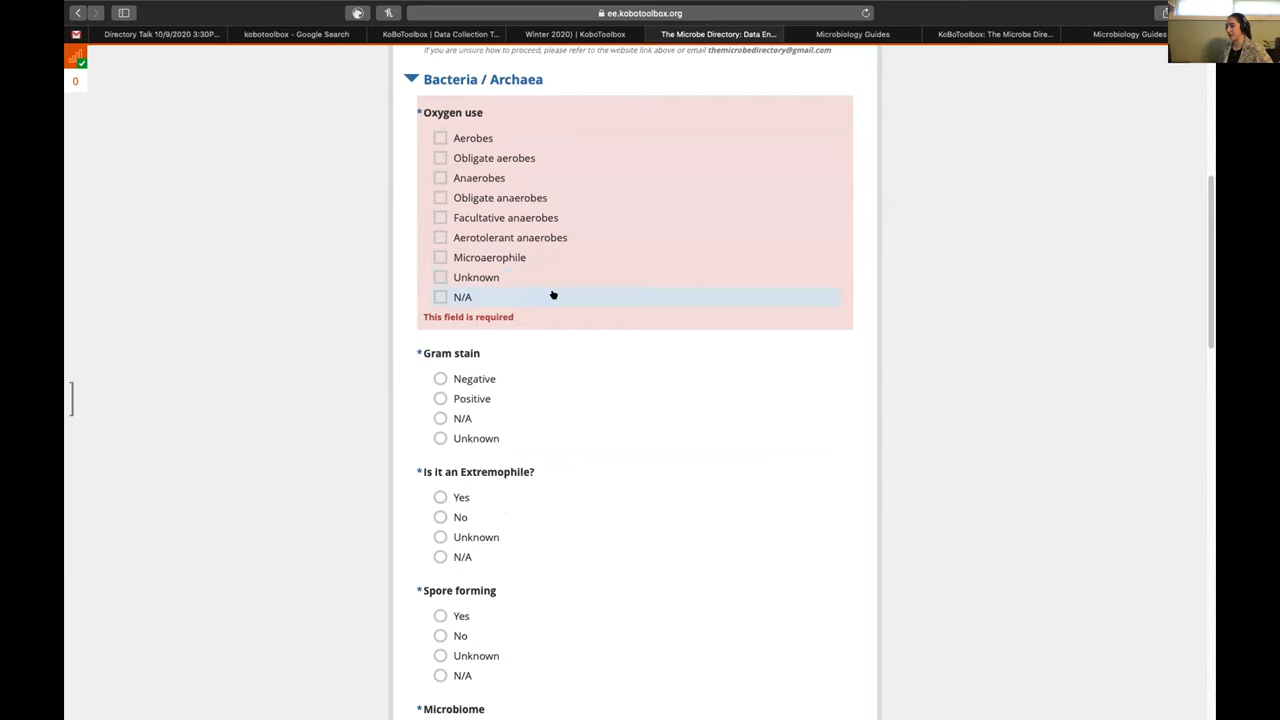 ee.kobotoolbox.org
Directory Talk 10/9/2020 3:30P...
kobotoolbox - Google Search
KoBoToolbox | Data Collection T...
Winter 2020) | KoBoToolbox
The Microbe Directory: Data En...
Microbiology Guides
KoBoToolbox: The Microbe Dire...
Microbiology Guides
0
If you are unsure how to proceed, please refer to the website link above or email themicrobedirectory@gmail.com
Bacteria / Archaea
*Oxygen use
Aerobes
Obligate aerobes
Anaerobes
Obligate anaerobes
Facultative anaerobes
Aerotolerant anaerobes
Microaerophile
Unknown
N/A
This field is required
*Gram stain
Negative
Positive
N/A
Unknown
*Is it an Extremophile?
Yes
No
Unknown
N/A
*Spore forming
Yes
No
Unknown
N/A
*Microbiome